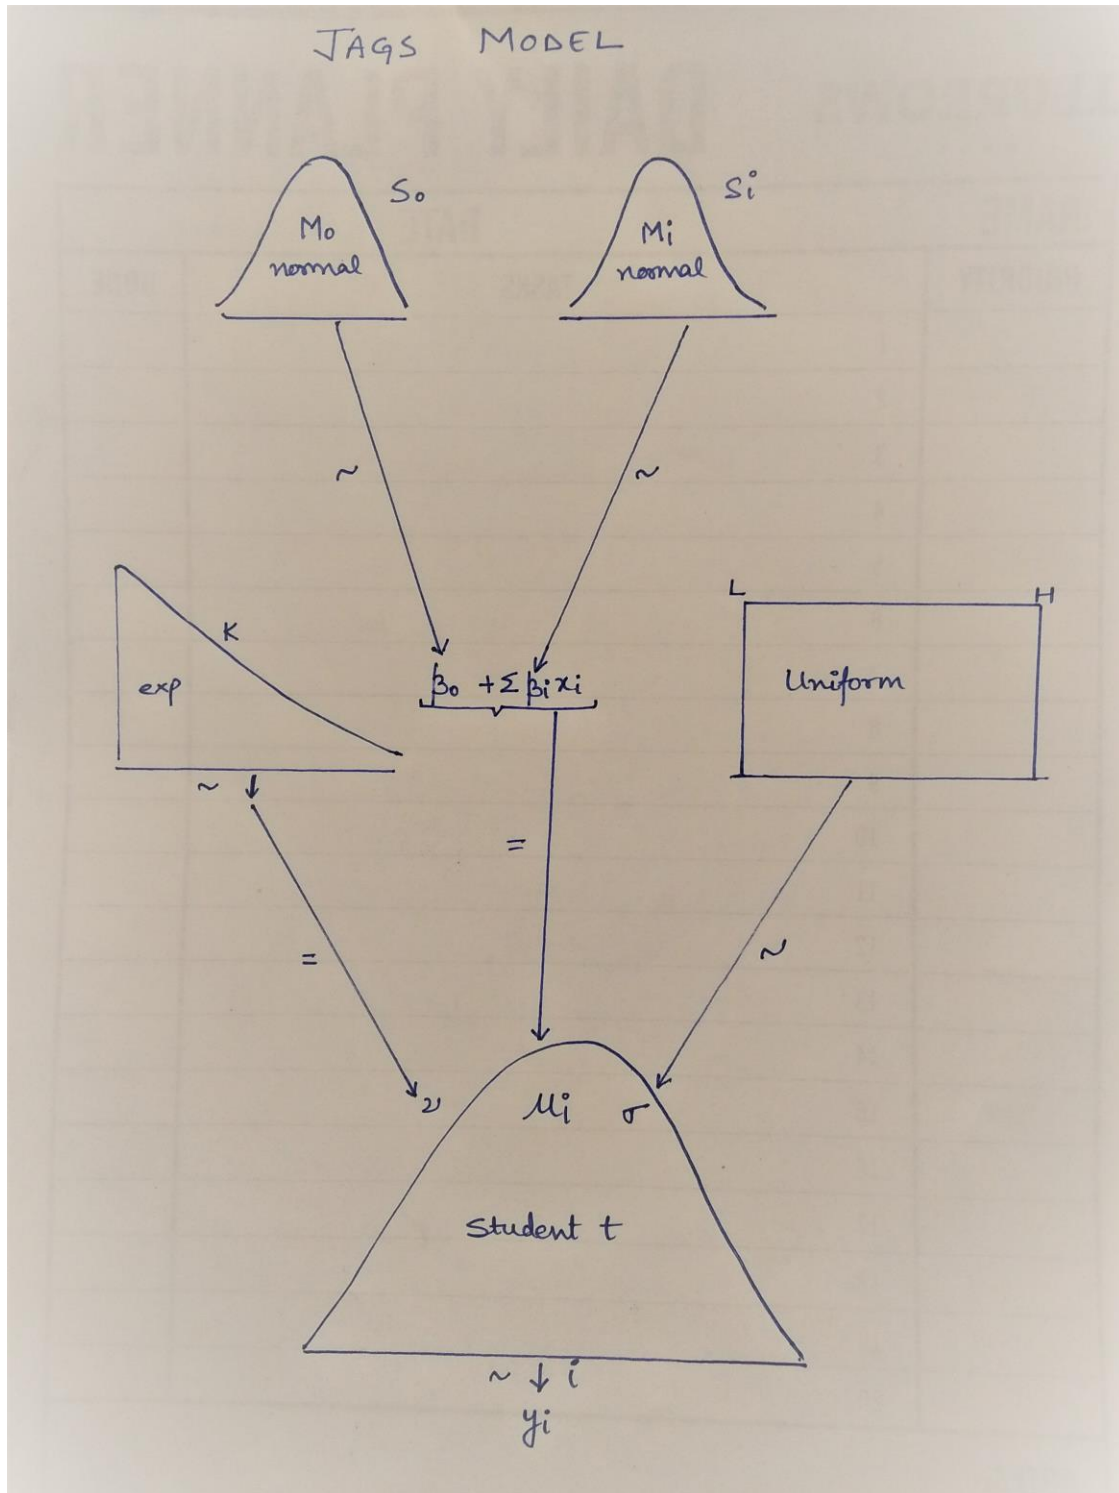 JAGS MODEL
S₀
Si
M₀
normal
Mi
normal
~
~
L
H
K
exp
β₀ + Σ βi xi
Uniform
~
=
=
~
ν
μi
σ
Student t
~ ↓ i
yi